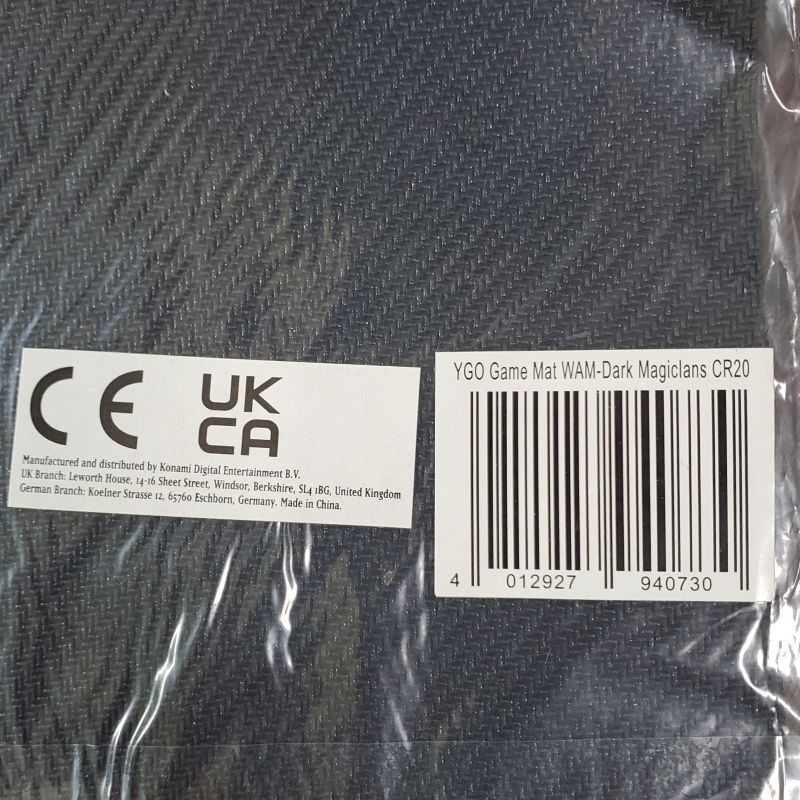 CE
UK
CA
Manufactured and distributed by Konami Digital Entertainment B.V.
UK Branch: Leworth House, 14-16 Sheet Street, Windsor, Berkshire, SL4 1BG, United Kingdom
German Branch: Koelner Strasse 12, 65760 Eschborn, Germany. Made in China.
YGO Game Mat WAM-Dark Magicians CR20
4 012927 940730